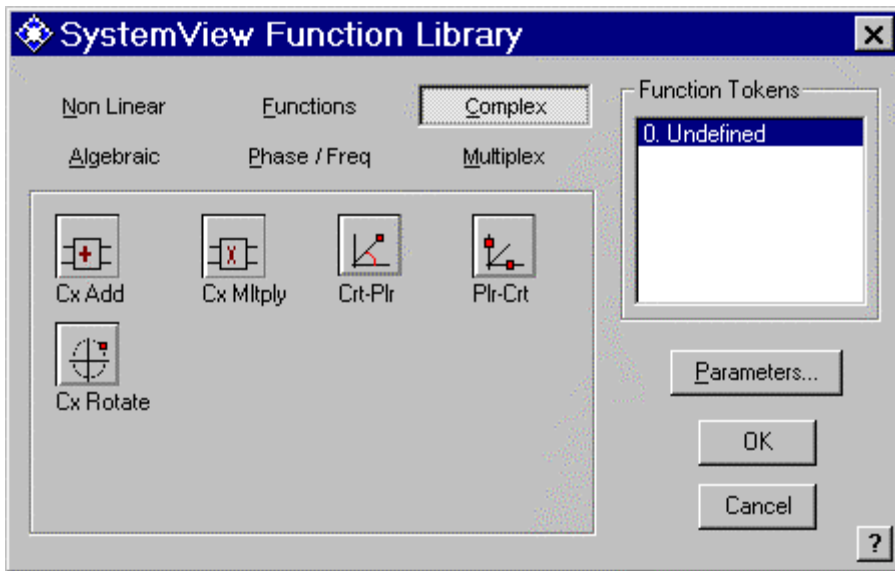 SystemView Function Library
Non Linear Functions Complex
Algebraic Phase / Freq Multiplex
Function Tokens
0. Undefined
Cx Add Cx Mltply Crt-Plr Plr-Crt
Cx Rotate
Parameters...
OK
Cancel
?